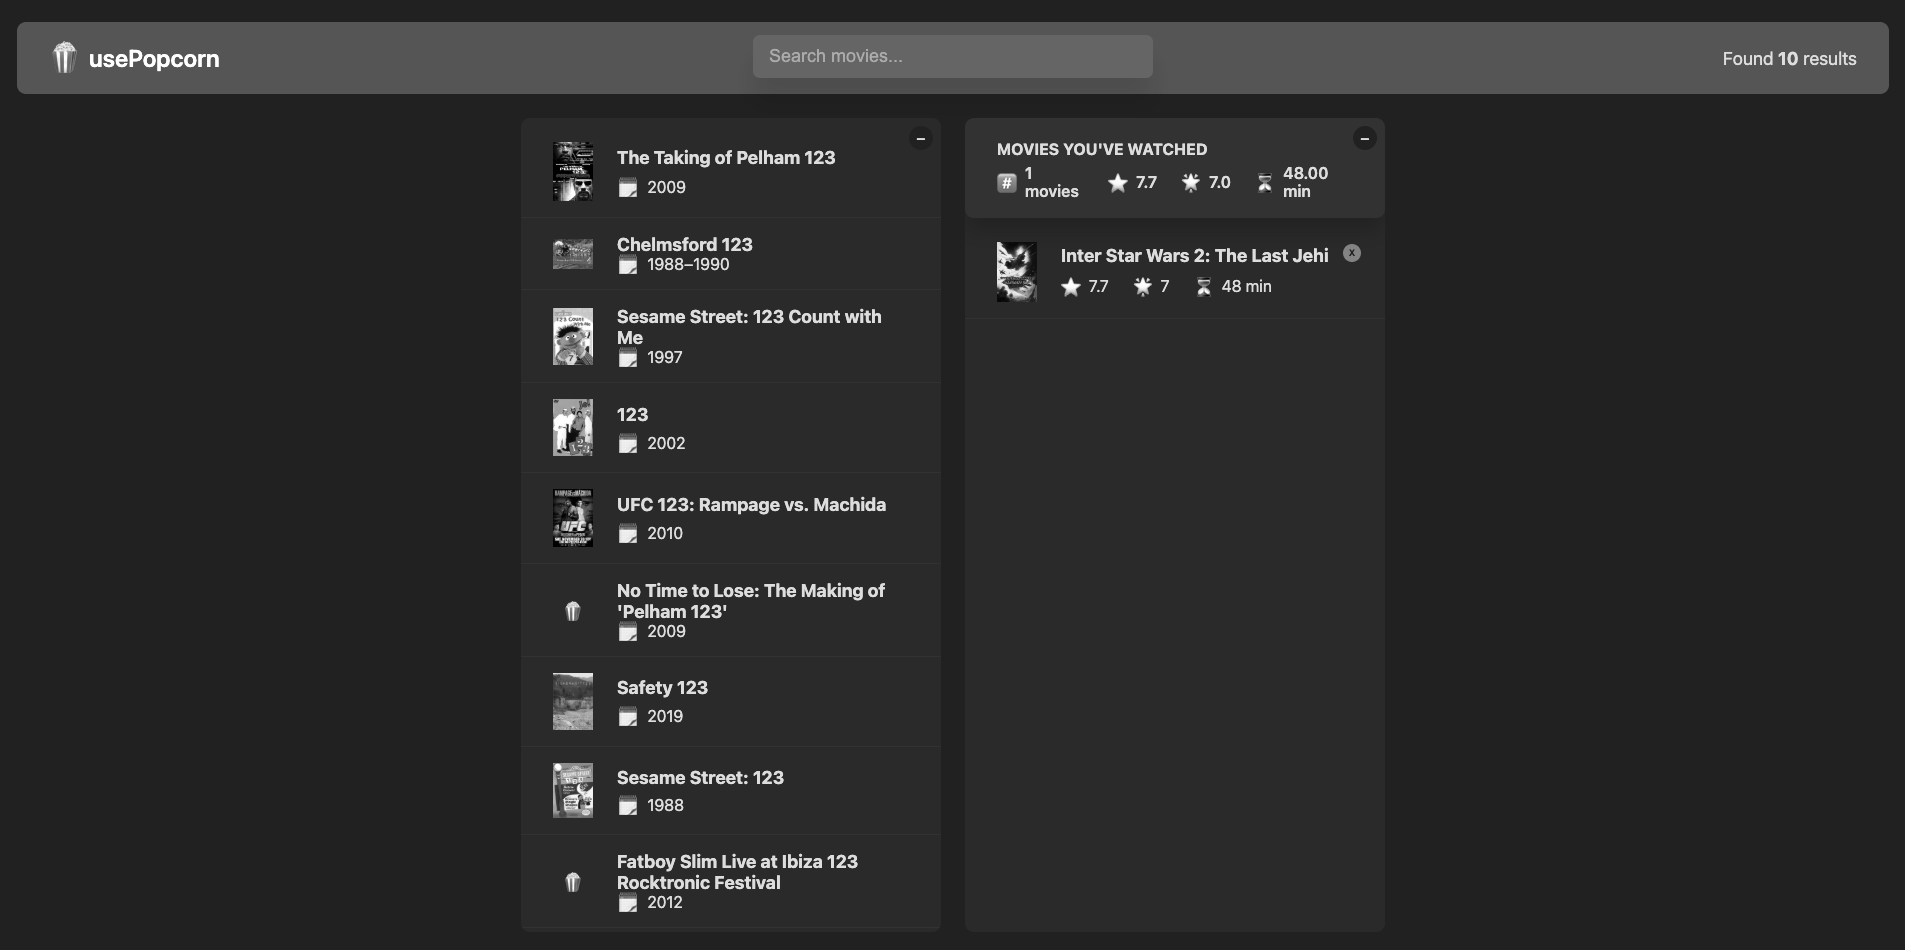 usePopcorn
Search movies...
Found 10 results
The Taking of Pelham 123
2009
Chelmsford 123
1988–1990
Sesame Street: 123 Count with
Me
1997
123
2002
UFC 123: Rampage vs. Machida
2010
No Time to Lose: The Making of
'Pelham 123'
2009
Safety 123
2019
Sesame Street: 123
1988
Fatboy Slim Live at Ibiza 123
Rocktronic Festival
2012
MOVIES YOU'VE WATCHED
# 1
movies
7.7
7.0
48.00
min
Inter Star Wars 2: The Last Jehi
x
7.7
7
48 min